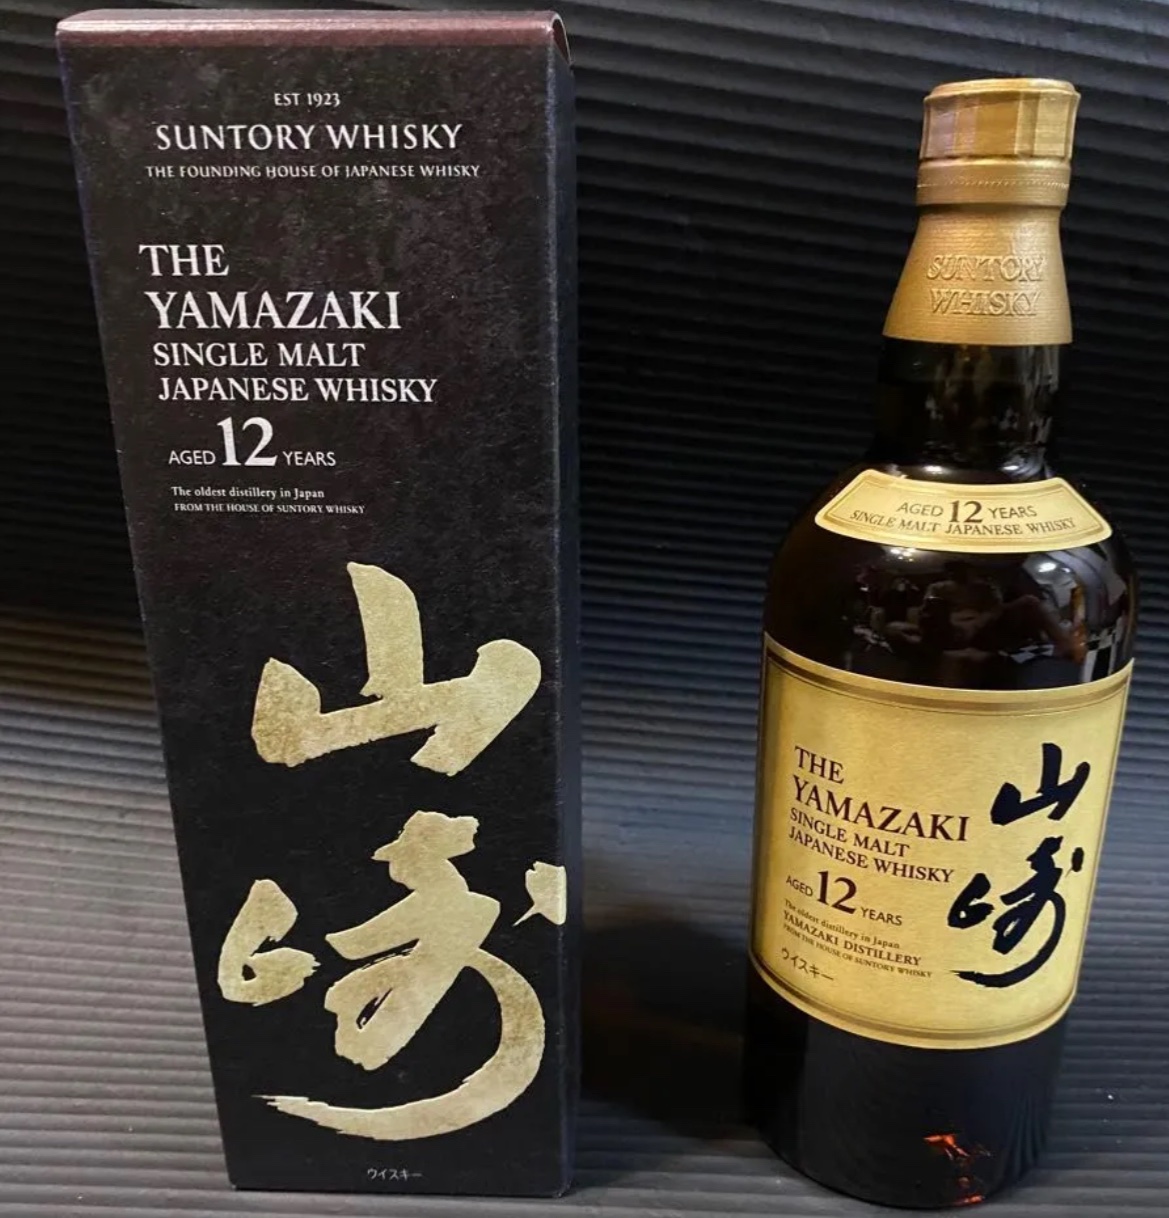 EST 1923
SUNTORY WHISKY
THE FOUNDING HOUSE OF JAPANESE WHISKY
THE
YAMAZAKI
SINGLE MALT
JAPANESE WHISKY
AGED 12 YEARS
The oldest distillery in Japan
FROM THE HOUSE OF SUNTORY WHISKY
山
崎
ウイスキー
SUNTORY
WHISKY
AGED 12 YEARS
SINGLE MALT JAPANESE WHISKY
THE
YAMAZAKI
SINGLE MALT
JAPANESE WHISKY
AGED 12 YEARS
The oldest distillery in Japan
YAMAZAKI DISTILLERY
FROM THE HOUSE OF SUNTORY WHISKY
ウイスキー
山
崎